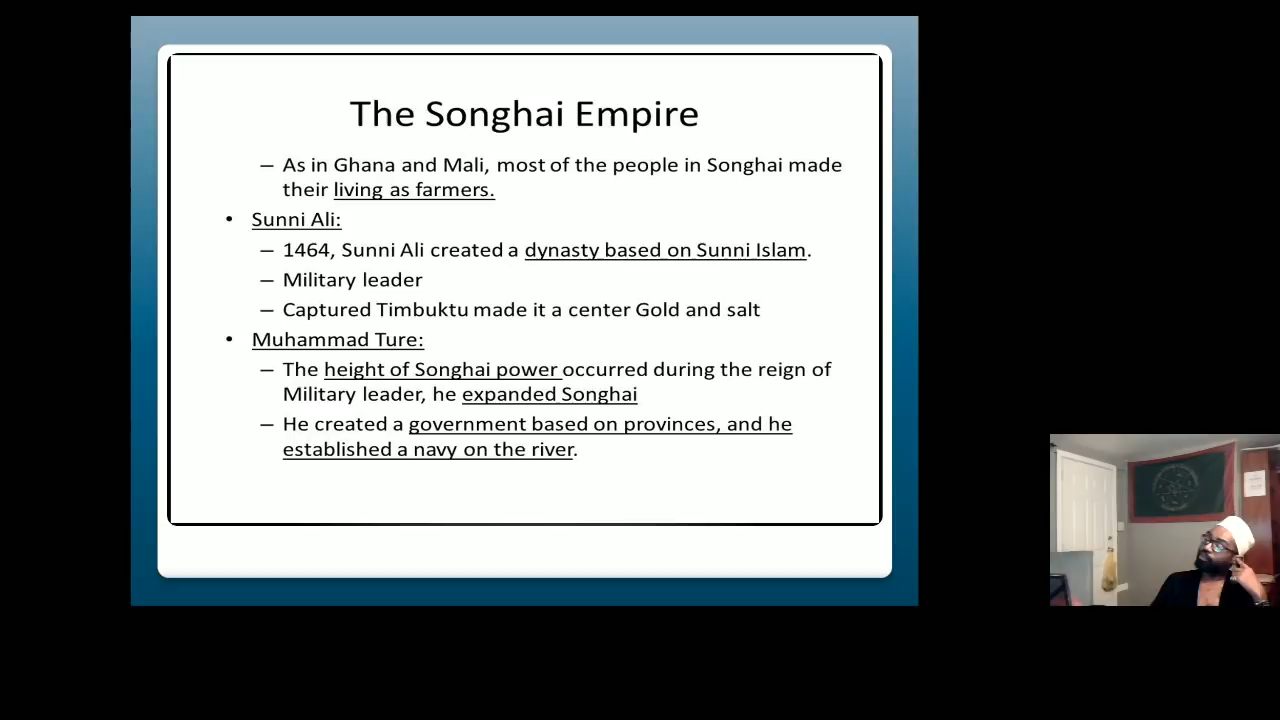 The Songhai Empire
– As in Ghana and Mali, most of the people in Songhai made
their living as farmers.
• Sunni Ali:
– 1464, Sunni Ali created a dynasty based on Sunni Islam.
– Military leader
– Captured Timbuktu made it a center Gold and salt
• Muhammad Ture:
– The height of Songhai power occurred during the reign of
Military leader, he expanded Songhai
– He created a government based on provinces, and he
established a navy on the river.